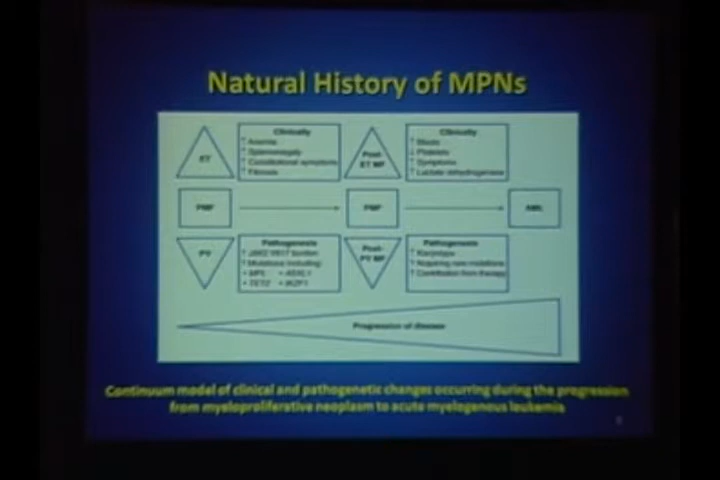 Natural History of MPNs
ET
Clinically
↑ Anemia
↑ Splenomegaly
↑ Constitutional symptoms
↑ Fibrosis
Post-
ET MF
Clinically
↑ Blasts
↓ Platelets
↑ Symptoms
↑ Lactate dehydrogenase
PMF
PMF
AML
PV
Pathogenesis
↑ JAK2 V617 burden
↑ Mutations including:
• MPL • ASXL1
• TET2 • IKZF1
Post-
PV MF
Pathogenesis
↑ Karyotype
↑ Acquiring new mutations
↑ Contribution from therapy
Progression of disease
Continuum model of clinical and pathogenetic changes occurring during the progression
from myeloproliferative neoplasm to acute myelogenous leukemia